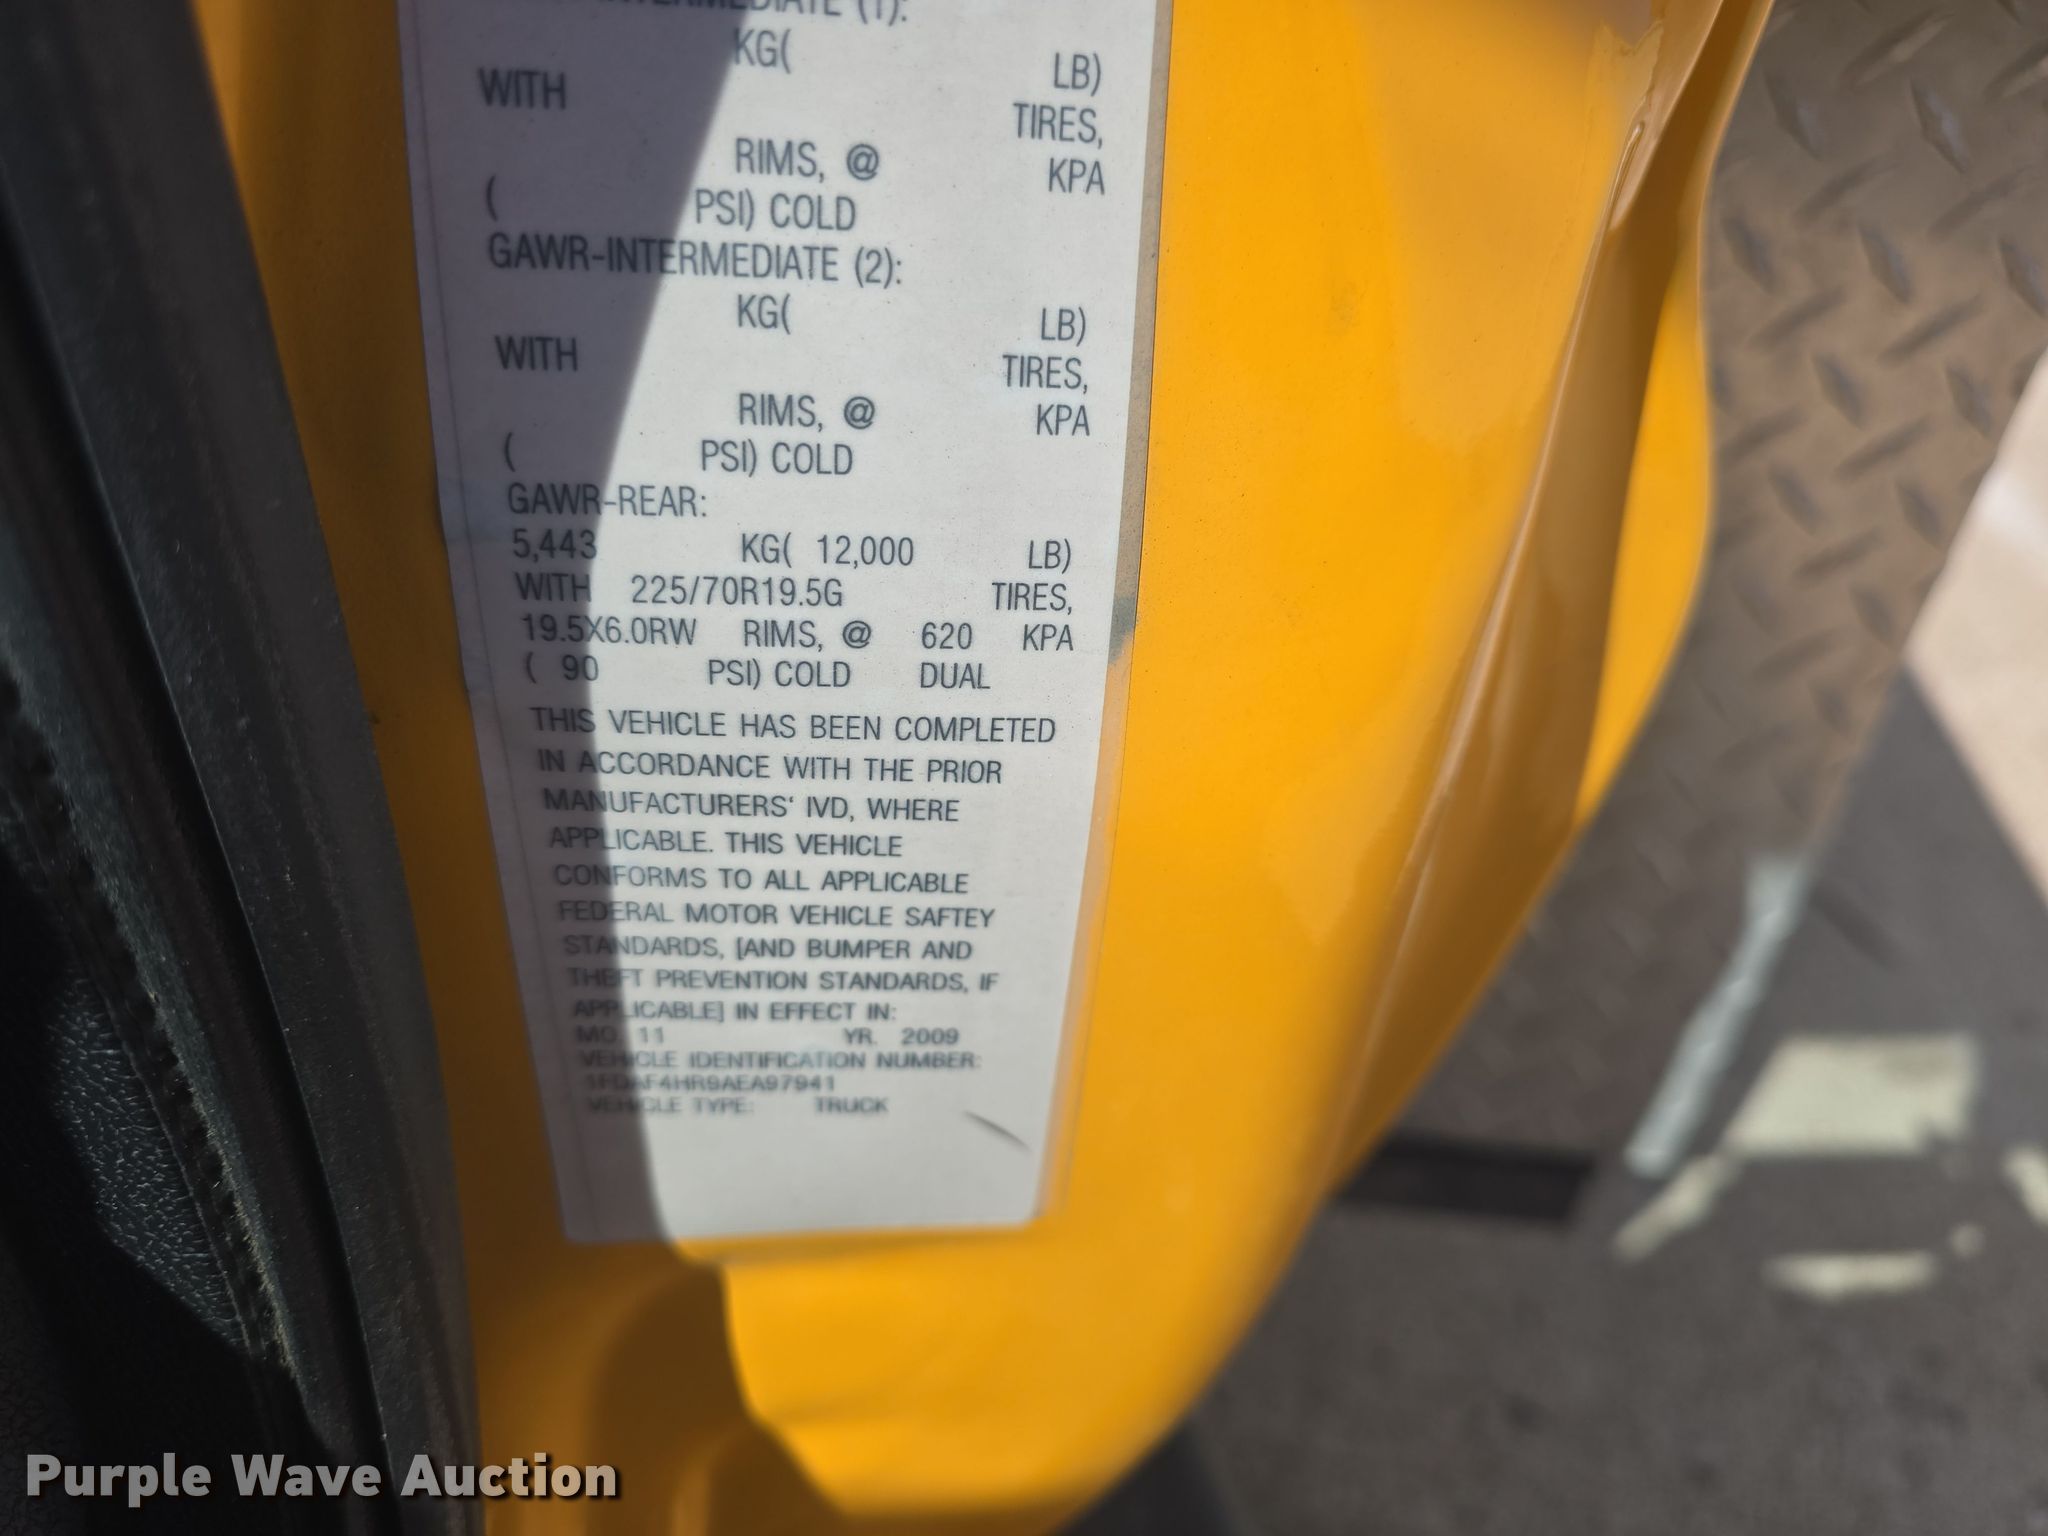 INTERMEDIATE (1):
KG( LB)
WITH TIRES,
RIMS, @ KPA
( PSI) COLD
GAWR-INTERMEDIATE (2):
KG( LB)
WITH TIRES,
RIMS, @ KPA
( PSI) COLD
GAWR-REAR:
5,443 KG( 12,000 LB)
WITH 225/70R19.5G TIRES,
19.5X6.0RW RIMS, @ 620 KPA
( 90 PSI) COLD DUAL
THIS VEHICLE HAS BEEN COMPLETED
IN ACCORDANCE WITH THE PRIOR
MANUFACTURERS' IVD, WHERE
APPLICABLE. THIS VEHICLE
CONFORMS TO ALL APPLICABLE
FEDERAL MOTOR VEHICLE SAFTEY
STANDARDS, [AND BUMPER AND
THEFT PREVENTION STANDARDS, IF
APPLICABLE] IN EFFECT IN:
MO. 11 YR. 2009
VEHICLE IDENTIFICATION NUMBER:
1FDAF4HR9AEA97941
VEHICLE TYPE: TRUCK
Purple Wave Auction